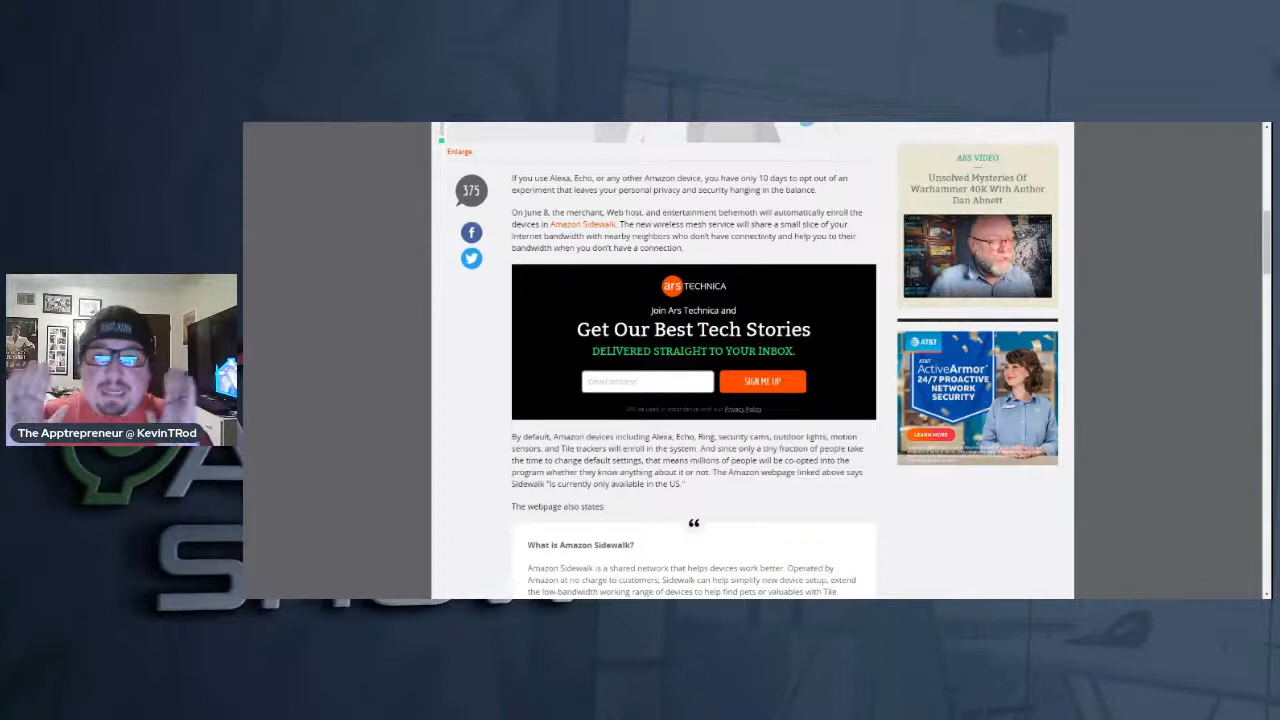 Enlarge
375
If you use Alexa, Echo, or any other Amazon device, you have only 10 days to opt out of an
experiment that leaves your personal privacy and security hanging in the balance.
On June 8, the merchant, Web host, and entertainment behemoth will automatically enroll the
devices in Amazon Sidewalk. The new wireless mesh service will share a small slice of your
Internet bandwidth with nearby neighbors who don't have connectivity and help you to their
bandwidth when you don't have a connection.
ars TECHNICA
Join Ars Technica and
Get Our Best Tech Stories
DELIVERED STRAIGHT TO YOUR INBOX.
Email address
SIGN ME UP
Will be used in accordance with our Privacy Policy
By default, Amazon devices including Alexa, Echo, Ring, security cams, outdoor lights, motion
sensors, and Tile trackers will enroll in the system. And since only a tiny fraction of people take
the time to change default settings, that means millions of people will be co-opted into the
program whether they know anything about it or not. The Amazon webpage linked above says
Sidewalk "is currently only available in the US."
The webpage also states:
“
What is Amazon Sidewalk?
Amazon Sidewalk is a shared network that helps devices work better. Operated by
Amazon at no charge to customers, Sidewalk can help simplify new device setup, extend
the low-bandwidth working range of devices to help find pets or valuables with Tile
ARS VIDEO
Unsolved Mysteries Of
Warhammer 40K With Author
Dan Abnett
AT&T
AT&T
ActiveArmor
24/7 PROACTIVE
NETWORK
SECURITY
LEARN MORE
The Apptrepreneur @ KevinTRod